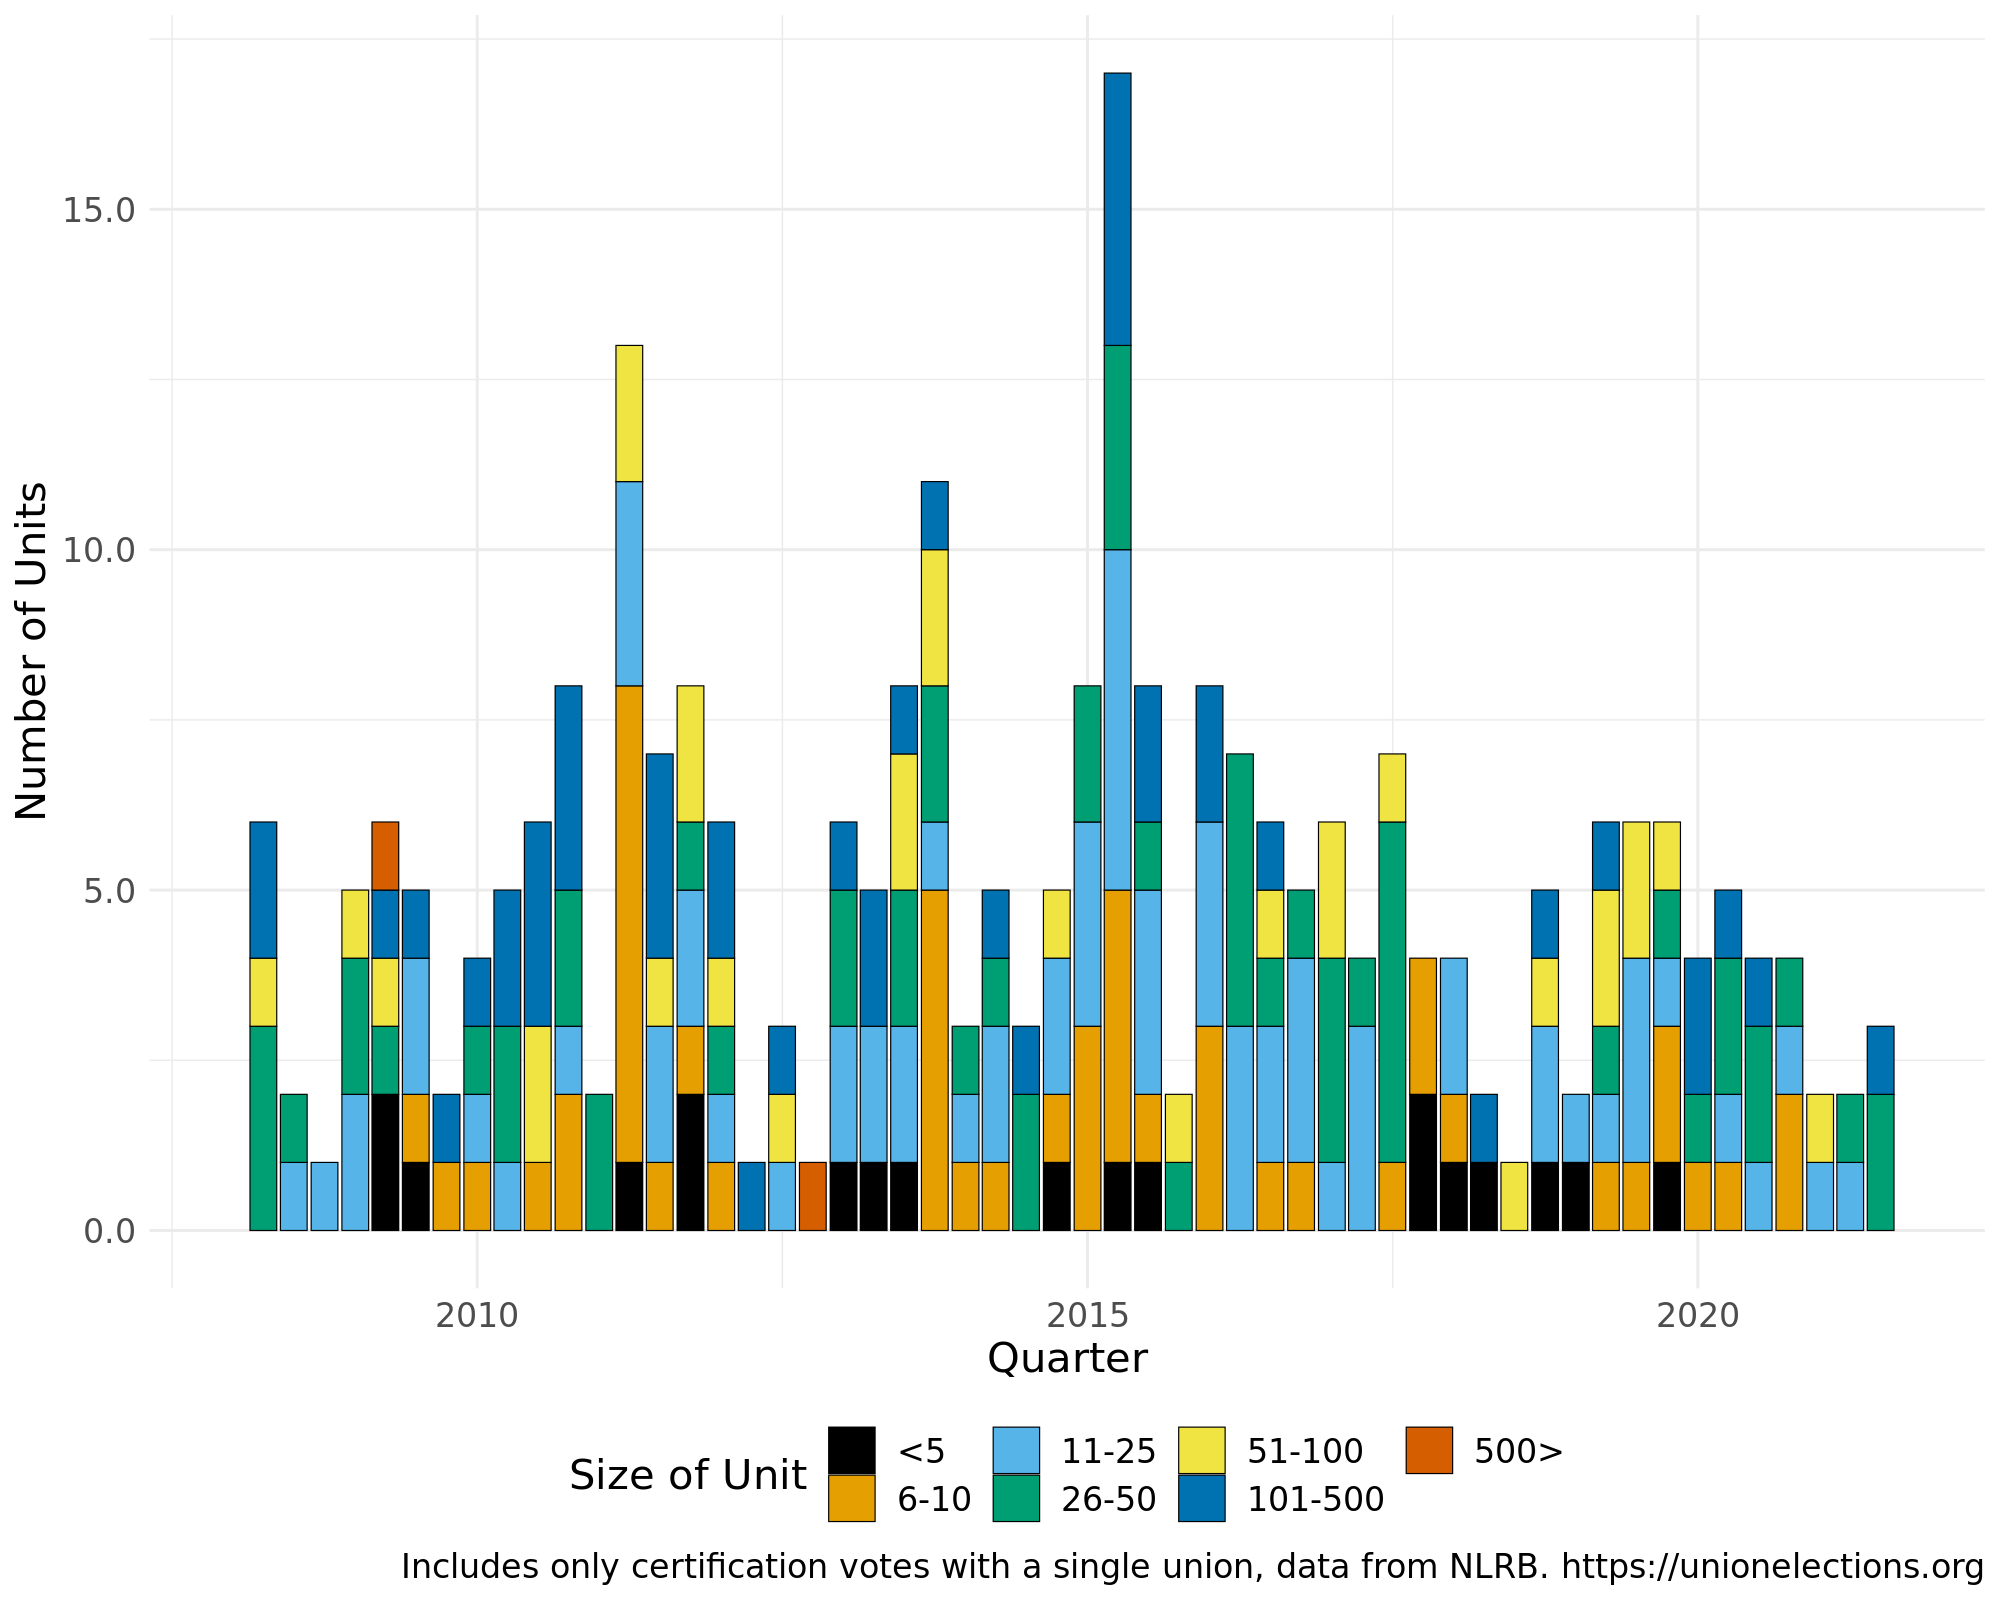 15.0
10.0
5.0
0.0
Number of Units
2010 2015 2020
Quarter
Size of Unit
<5 11-25 51-100 500>
6-10 26-50 101-500
Includes only certification votes with a single union, data from NLRB. https://unionelections.org